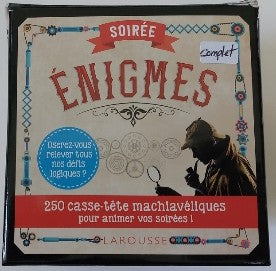 SOIRÉE
complet
ÉNIGMES
Oserez-vous
relever tous
nos défis
logiques ?
250 casse-tête machiavéliques
pour animer vos soirées !
LAROUSSE